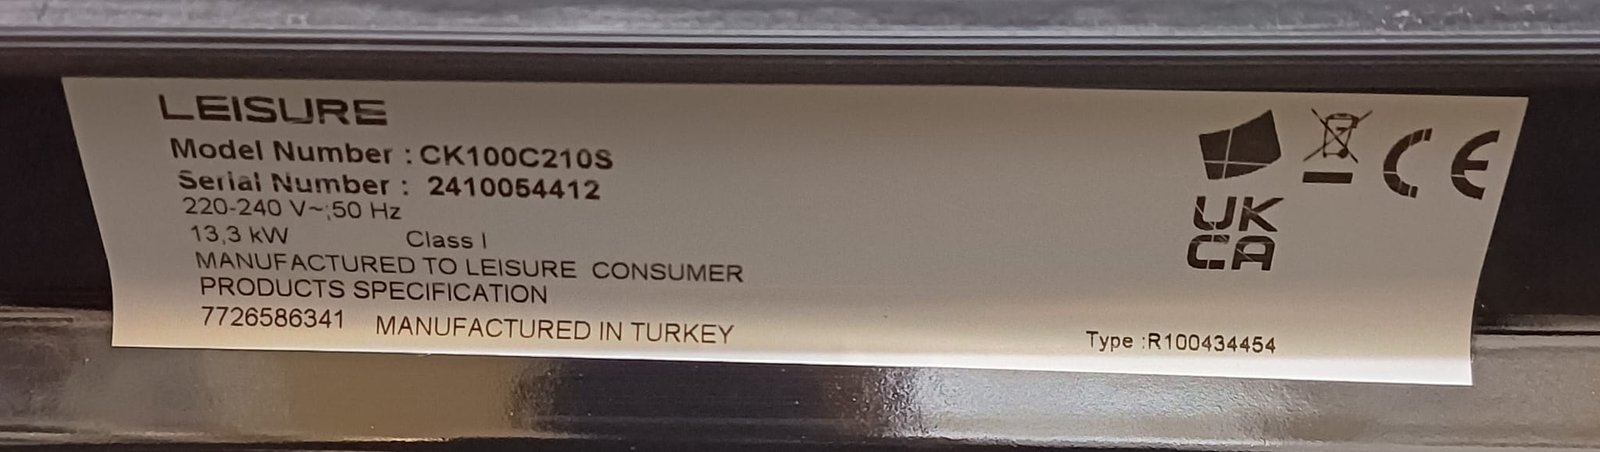 LEISURE
Model Number : CK100C210S
Serial Number : 2410054412
220-240 V~;50 Hz
13,3 kW Class I
MANUFACTURED TO LEISURE CONSUMER
PRODUCTS SPECIFICATION
7726586341 MANUFACTURED IN TURKEY
UK
CA
CE
Type :R100434454